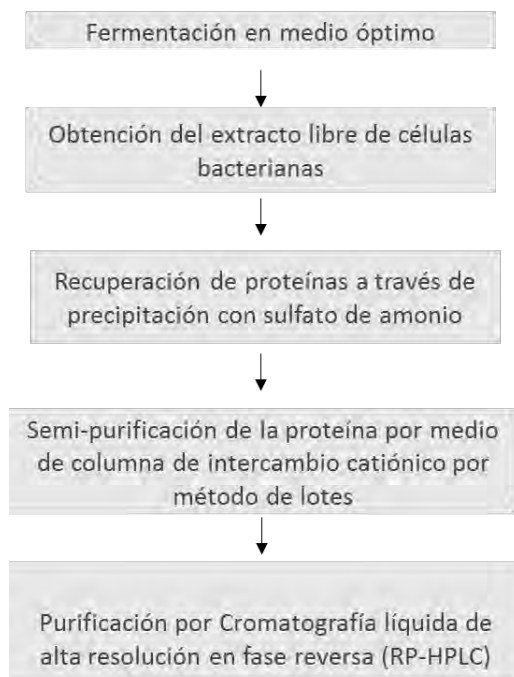 Fermentación en medio óptimo
Obtención del extracto libre de células
bacterianas
Recuperación de proteínas a través de
precipitación con sulfato de amonio
Semi-purificación de la proteína por medio
de columna de intercambio catiónico por
método de lotes
Purificación por Cromatografía líquida de
alta resolución en fase reversa (RP-HPLC)